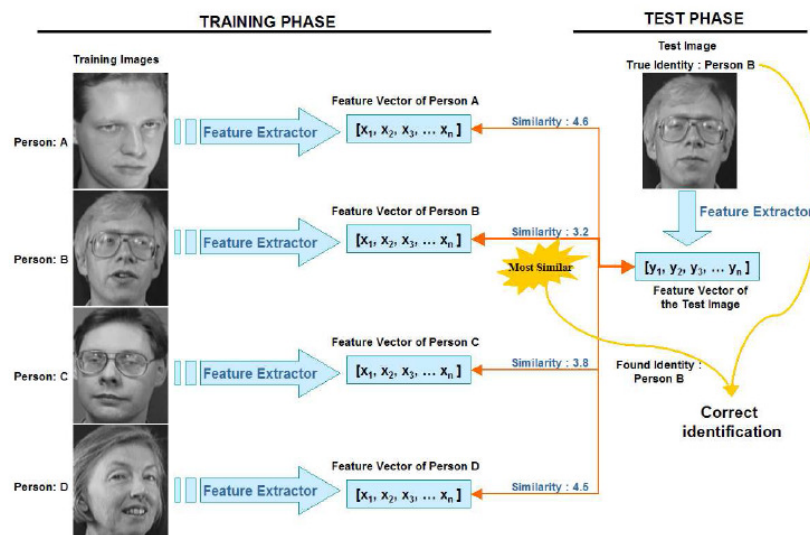 TRAINING PHASE
TEST PHASE
Training Images
Test Image
True Identity : Person B
Person: A
Feature Extractor
Feature Vector of Person A
[x1, x2, x3, ... xn ]
Similarity : 4.6
Feature Extractor
Person: B
Feature Extractor
Feature Vector of Person B
[x1, x2, x3, ... xn ]
Similarity : 3.2
Most Similar
[y1, y2, y3, ... yn ]
Feature Vector of
the Test Image
Person: C
Feature Extractor
Feature Vector of Person C
[x1, x2, x3, ... xn ]
Similarity : 3.8
Found Identity :
Person B
Correct
identification
Person: D
Feature Extractor
Feature Vector of Person D
[x1, x2, x3, ... xn ]
Similarity : 4.5